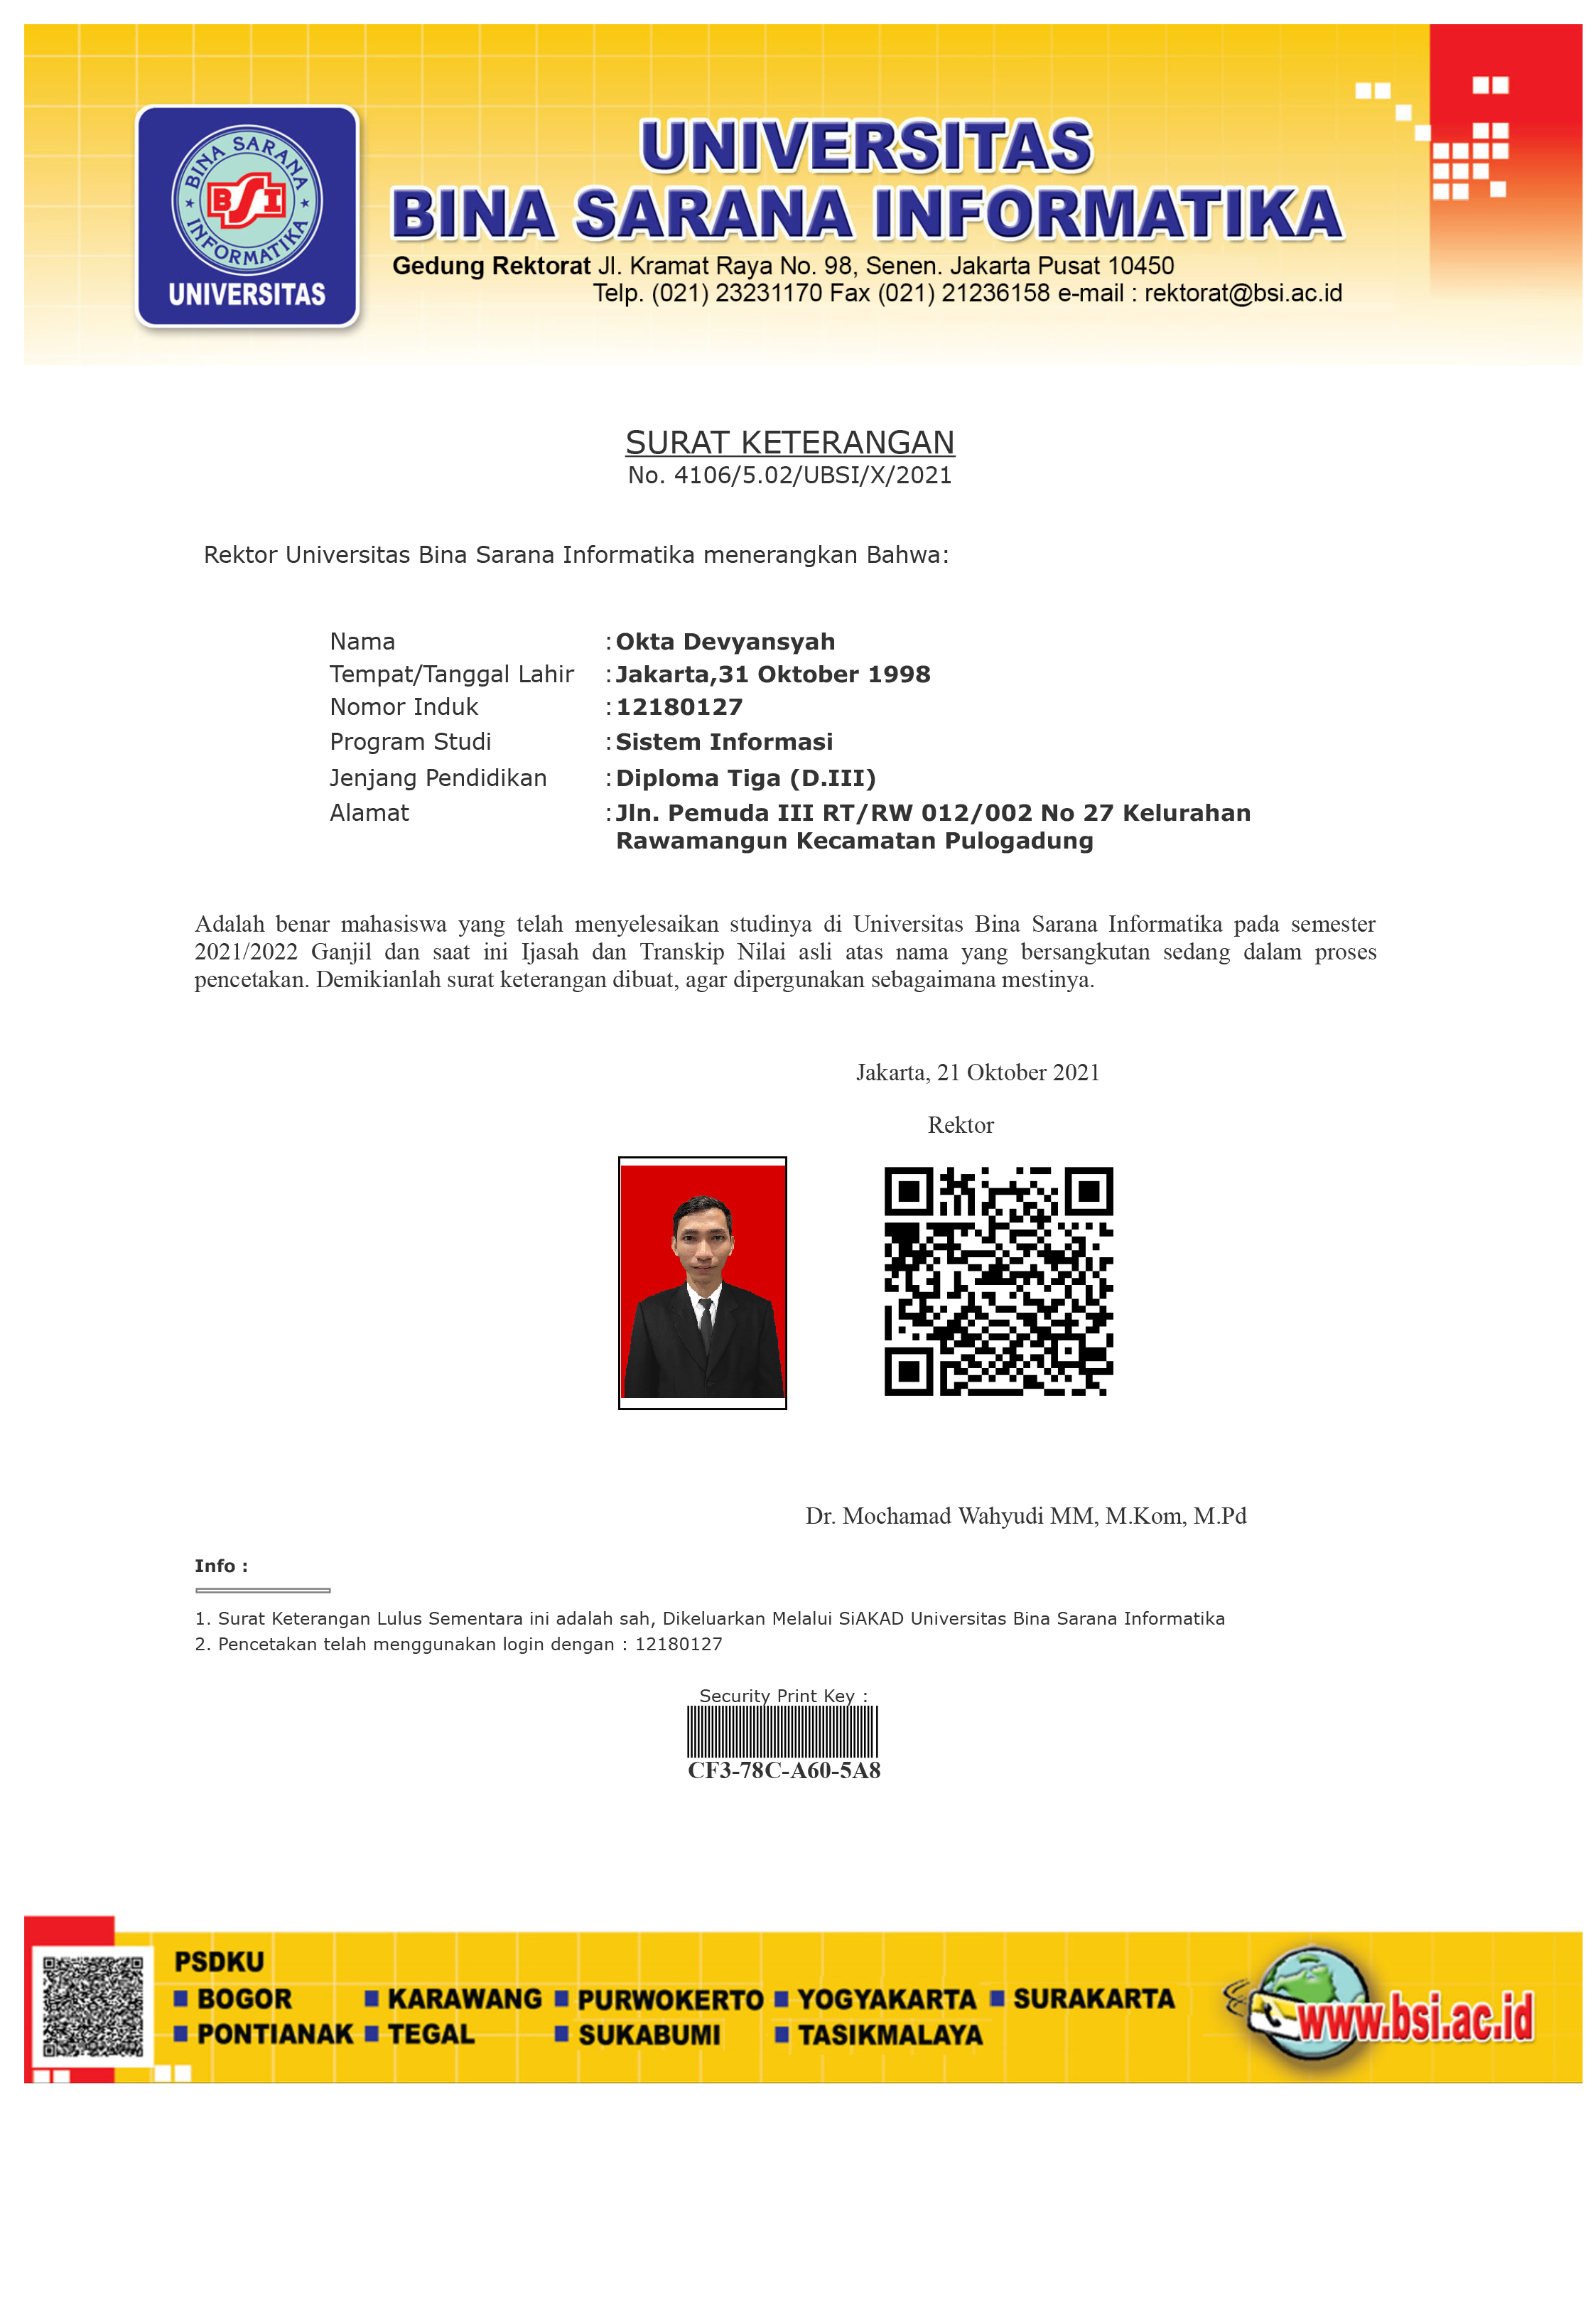 BINA SARANA
BSI
INFORMATIKA
UNIVERSITAS
UNIVERSITAS
BINA SARANA INFORMATIKA
Gedung Rektorat Jl. Kramat Raya No. 98, Senen. Jakarta Pusat 10450
Telp. (021) 23231170 Fax (021) 21236158 e-mail : rektorat@bsi.ac.id
SURAT KETERANGAN
No. 4106/5.02/UBSI/X/2021
Rektor Universitas Bina Sarana Informatika menerangkan Bahwa:
Nama : Okta Devyansyah
Tempat/Tanggal Lahir : Jakarta,31 Oktober 1998
Nomor Induk : 12180127
Program Studi : Sistem Informasi
Jenjang Pendidikan : Diploma Tiga (D.III)
Alamat : Jln. Pemuda III RT/RW 012/002 No 27 Kelurahan
Rawamangun Kecamatan Pulogadung
Adalah benar mahasiswa yang telah menyelesaikan studinya di Universitas Bina Sarana Informatika pada semester
2021/2022 Ganjil dan saat ini Ijasah dan Transkip Nilai asli atas nama yang bersangkutan sedang dalam proses
pencetakan. Demikianlah surat keterangan dibuat, agar dipergunakan sebagaimana mestinya.
Jakarta, 21 Oktober 2021
Rektor
Dr. Mochamad Wahyudi MM, M.Kom, M.Pd
Info :
1. Surat Keterangan Lulus Sementara ini adalah sah, Dikeluarkan Melalui SiAKAD Universitas Bina Sarana Informatika
2. Pencetakan telah menggunakan login dengan : 12180127
Security Print Key :
CF3-78C-A60-5A8
PSDKU
BOGOR KARAWANG PURWOKERTO YOGYAKARTA SURAKARTA
PONTIANAK TEGAL SUKABUMI TASIKMALAYA
www.bsi.ac.id